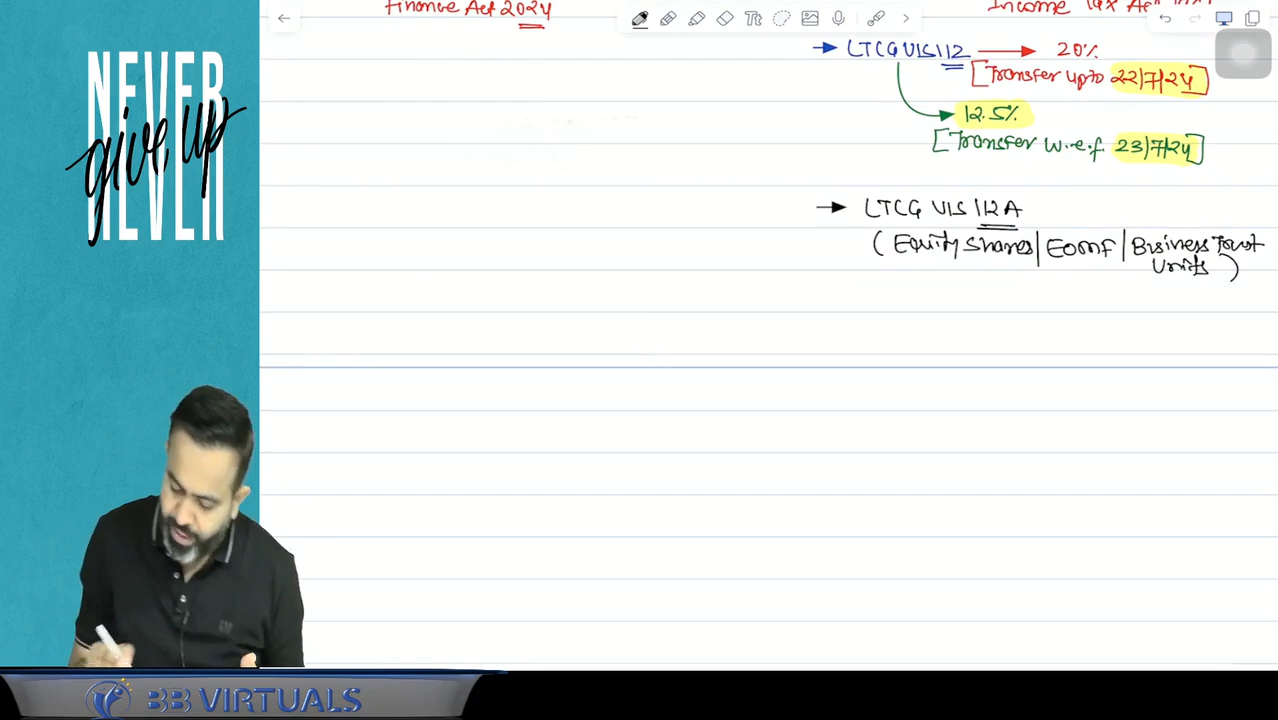 Finance Act 2024
Income Tax Act
NEVER
give up
NEVER
→ LTCG U/S 112 → 20%
[Transfer upto 22/7/24]
12.5%
[Transfer w.e.f. 23/7/24]
→ LTCG U/S 112A
(Equity Shares | EOMF | Business Trust
Units)
BB VIRTUALS